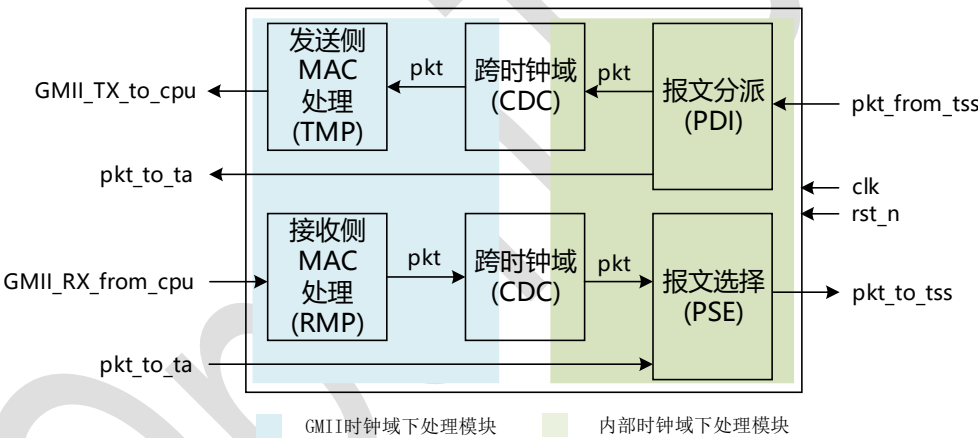 发送侧
MAC
处理
(TMP)
pkt
跨时钟域
(CDC)
pkt
报文分派
(PDI)
GMII_TX_to_cpu
pkt_from_tss
pkt_to_ta
clk
rst_n
接收侧
MAC
处理
(RMP)
pkt
跨时钟域
(CDC)
pkt
报文选择
(PSE)
GMII_RX_from_cpu
pkt_to_tss
pkt_to_ta
GMII时钟域下处理模块
内部时钟域下处理模块